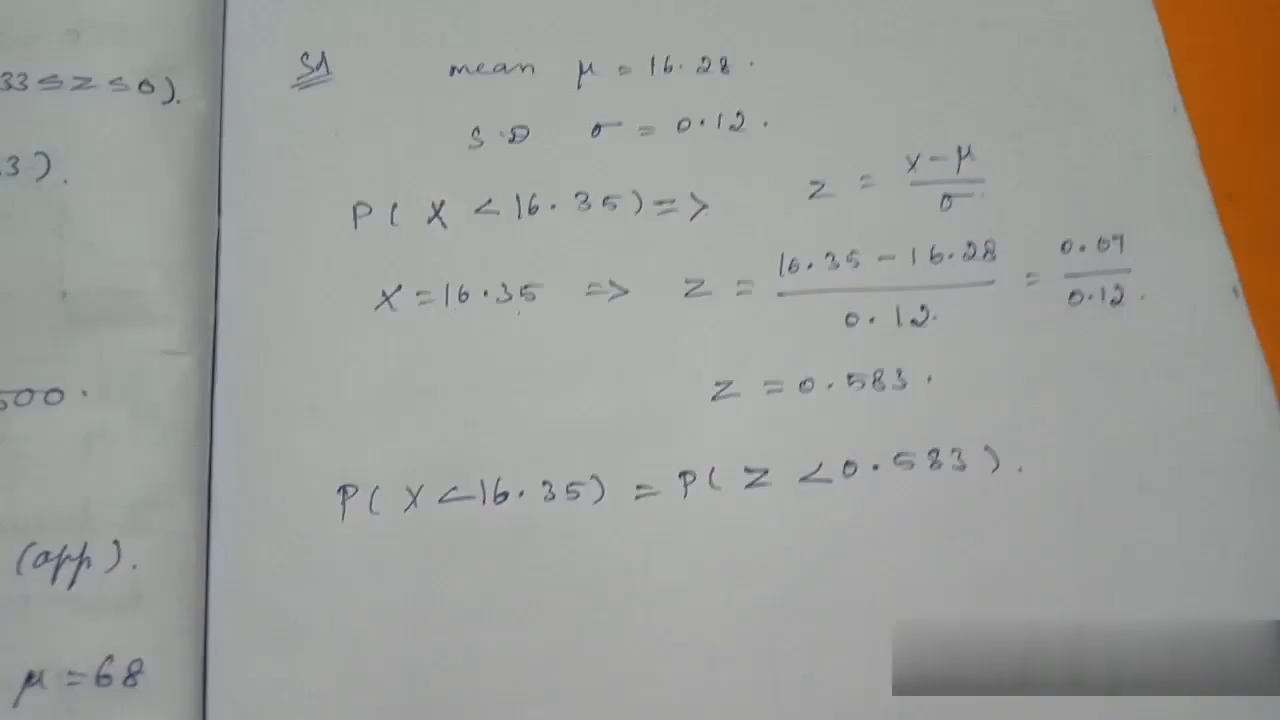 33 ≤ z ≤ 0).
3).
500.
(app).
μ = 68
Sol
mean μ = 16.28.
S.D σ = 0.12.
P( X < 16.35) => z = x - μ / σ
X = 16.35 => z = 16.35 - 16.28 / 0.12 = 0.07 / 0.12.
z = 0.583.
P( X < 16.35) = P( Z < 0.583).